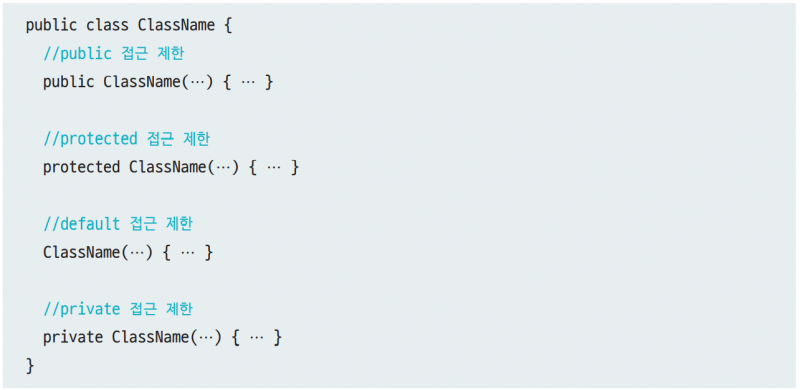 public class ClassName {
//public 접근 제한
public ClassName(…) { … }
//protected 접근 제한
protected ClassName(…) { … }
//default 접근 제한
ClassName(…) { … }
//private 접근 제한
private ClassName(…) { … }
}